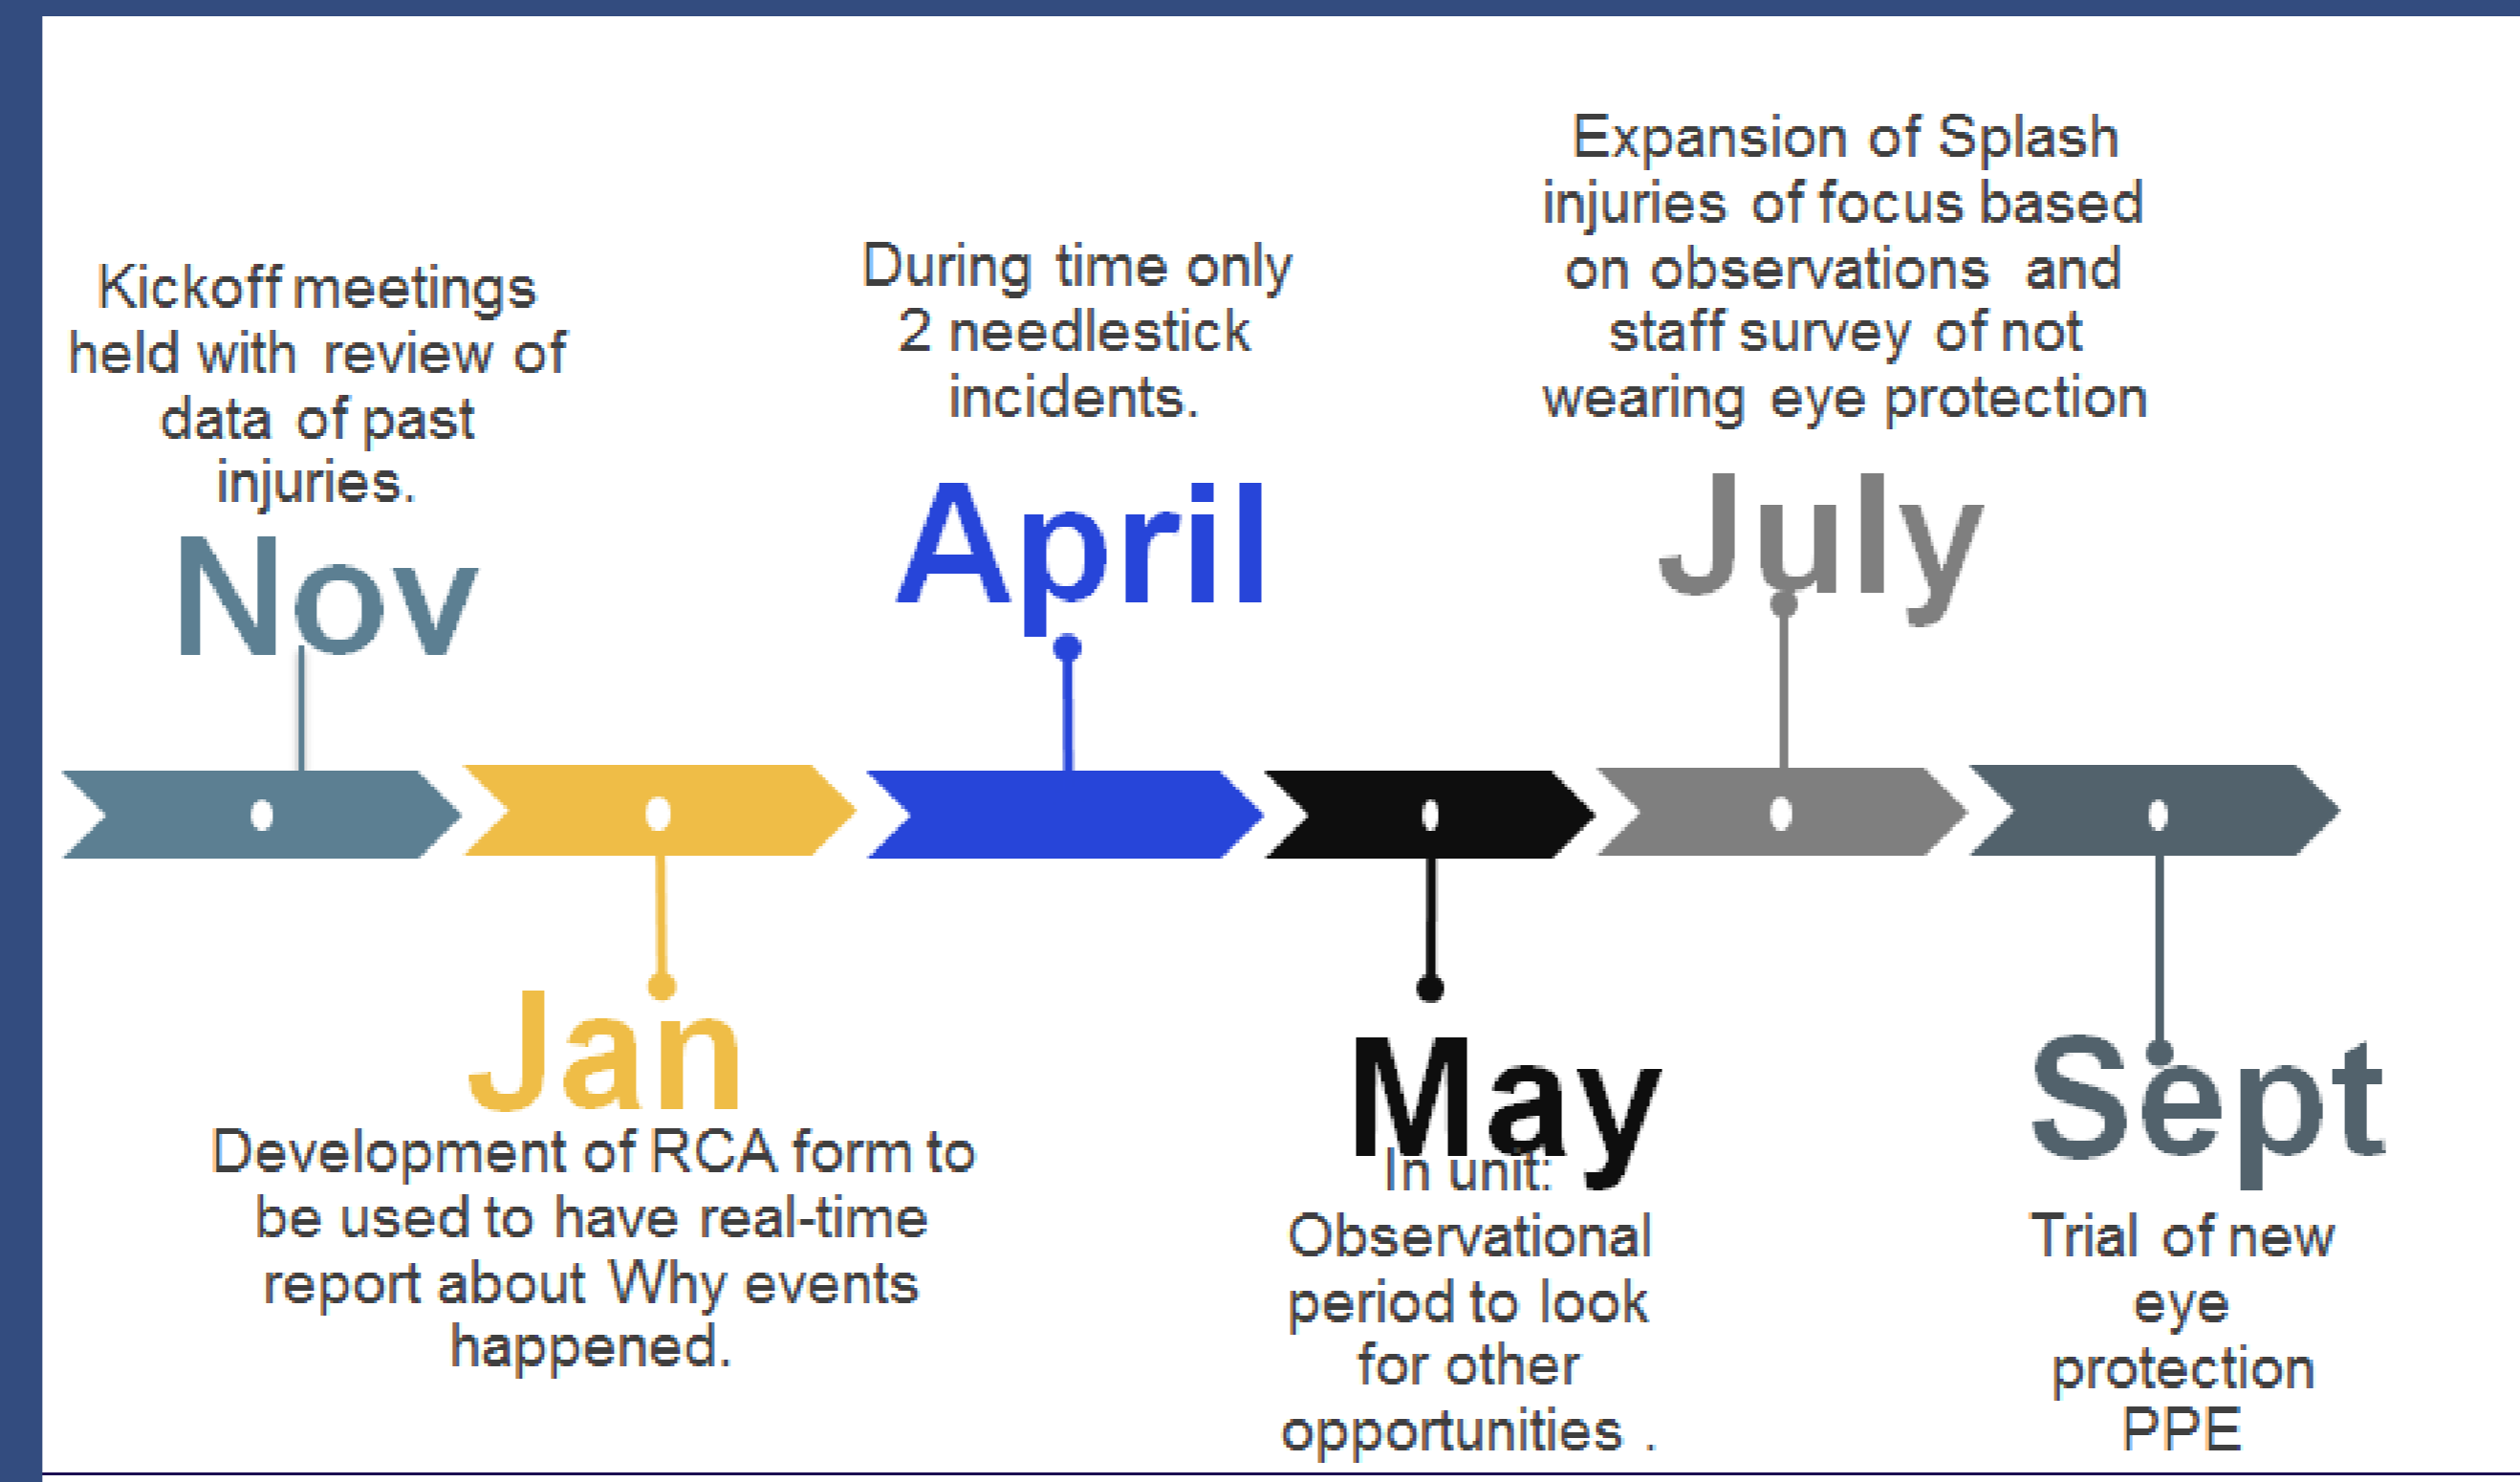 Kickoff meetings
held with review of
data of past
injuries.
Nov
Jan
Development of RCA form to
be used to have real-time
report about Why events
happened.
During time only
2 needlestick
incidents.
April
May
In unit:
Observational
period to look
for other
opportunities .
Expansion of Splash
injuries of focus based
on observations and
staff survey of not
wearing eye protection
July
Sept
Trial of new
eye
protection
PPE